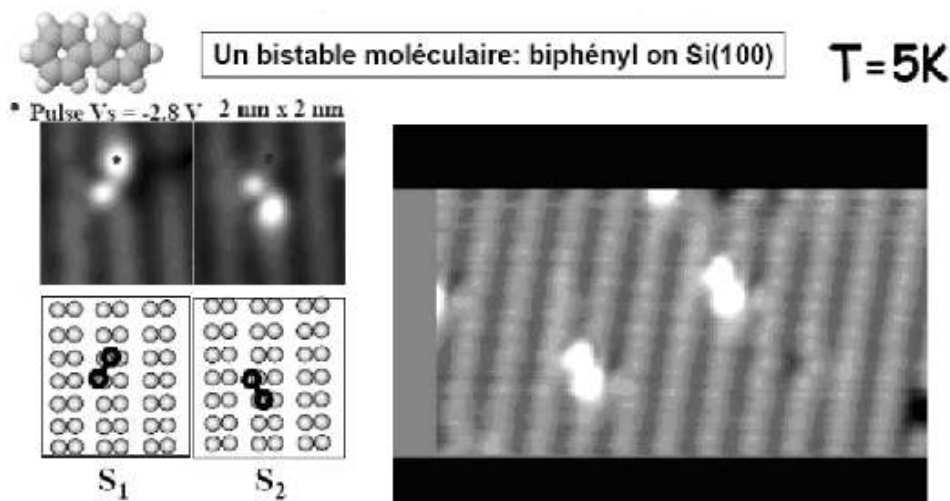 Un bistable moléculaire: biphényl on Si(100)
T=5K
* Pulse Vs = -2.8 V 2 nm x 2 nm
S1
S2